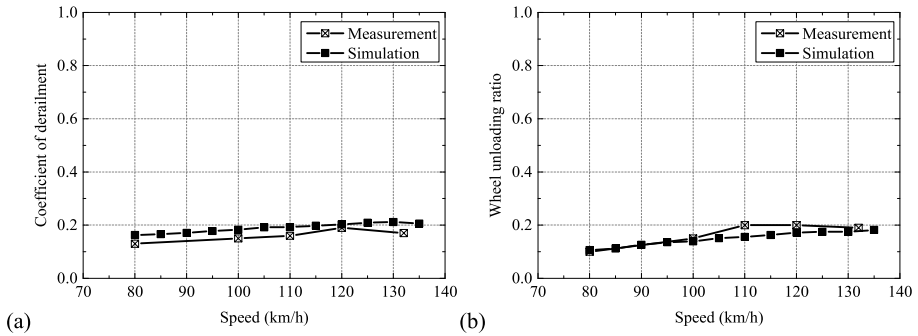 Coefficient of derailment
1.0
0.8
0.6
0.4
0.2
0.0
Measurement
Simulation
70 80 90 100 110 120 130 140
Speed (km/h)
(a)
Wheel unloading ratio
1.0
0.8
0.6
0.4
0.2
0.0
Measurement
Simulation
70 80 90 100 110 120 130 140
Speed (km/h)
(b)